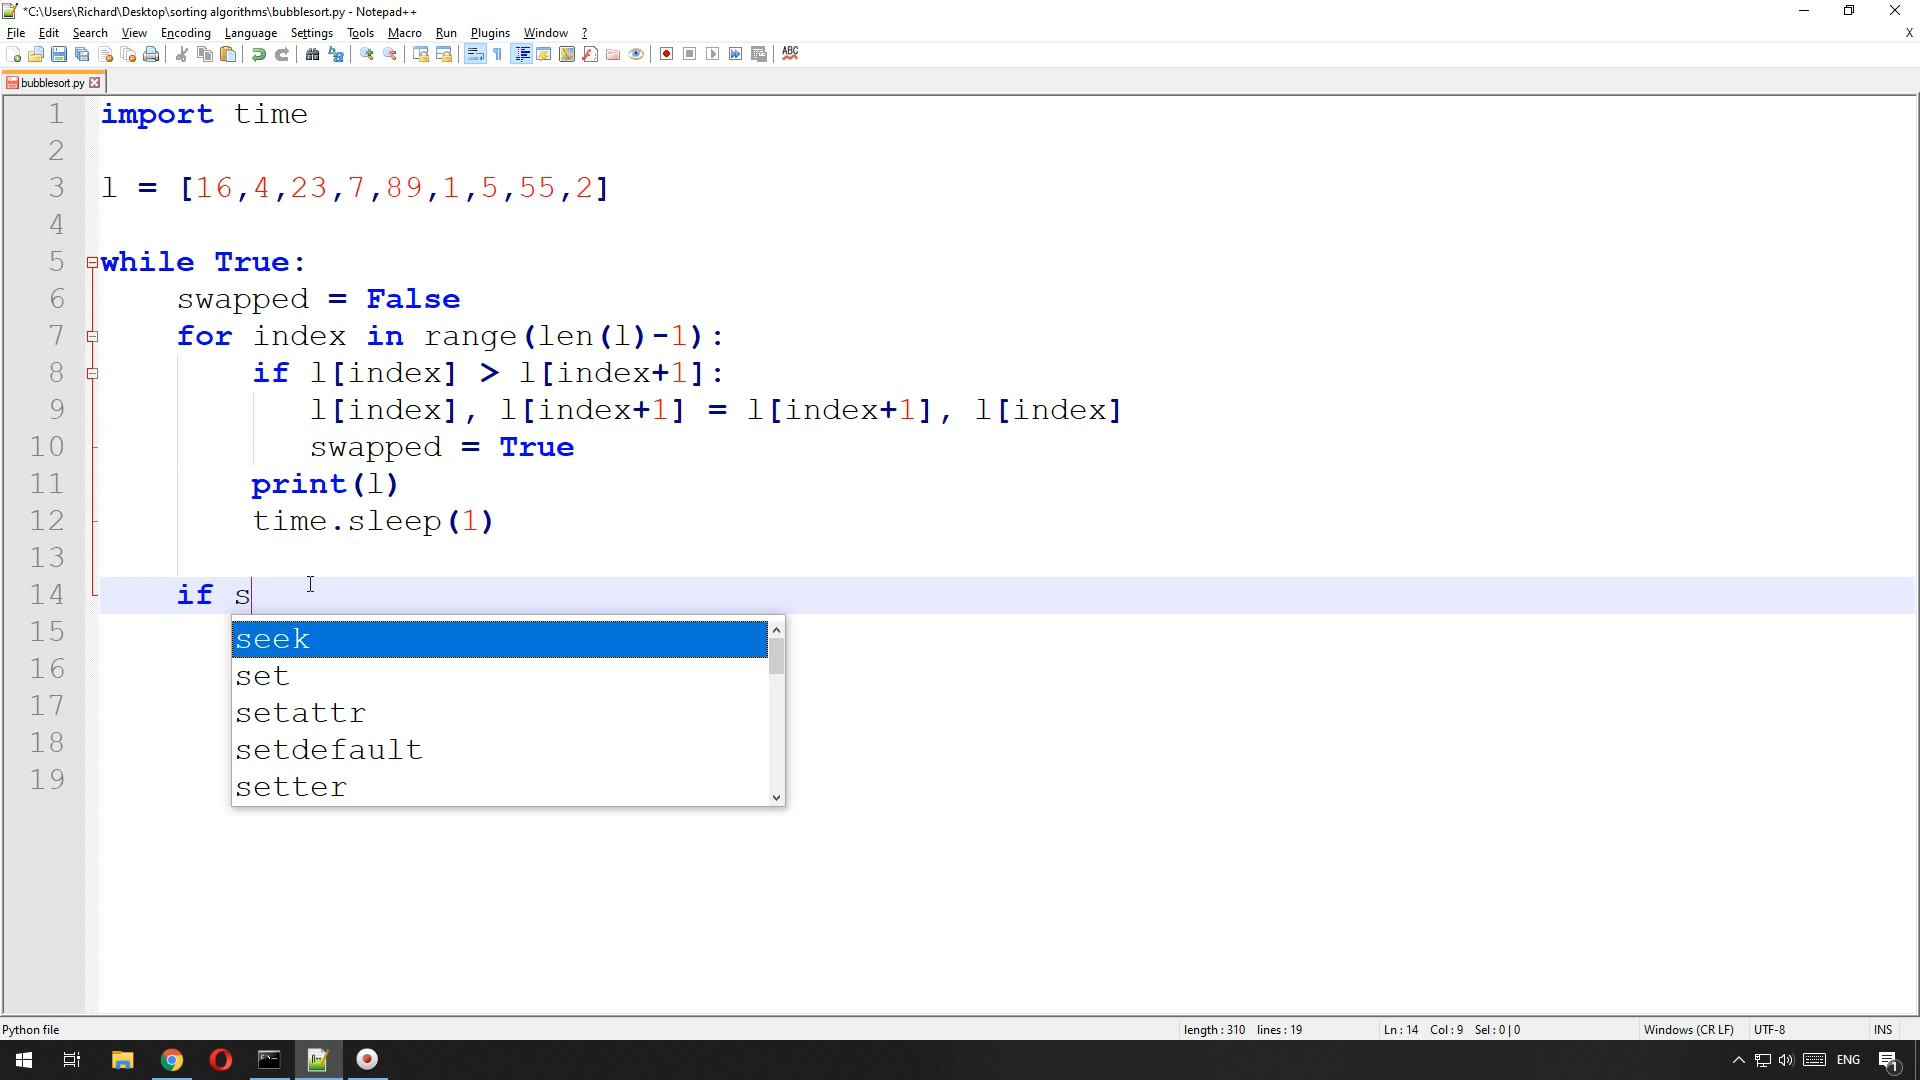 *C:\Users\Richard\Desktop\sorting algorithms\bubblesort.py - Notepad++
File Edit Search View Encoding Language Settings Tools Macro Run Plugins Window ? X
ABC
bubblesort.py
1 import time
2
3 l = [16,4,23,7,89,1,5,55,2]
4
5 while True:
6 swapped = False
7 for index in range(len(l)-1):
8 if l[index] > l[index+1]:
9 l[index], l[index+1] = l[index+1], l[index]
10 swapped = True
11 print(l)
12 time.sleep(1)
13
14 if s
15
seek
16
set
17
setattr
18
setdefault
19
setter
Python file length : 310 lines : 19 Ln : 14 Col : 9 Sel : 0 | 0 Windows (CR LF) UTF-8 INS
ENG 1